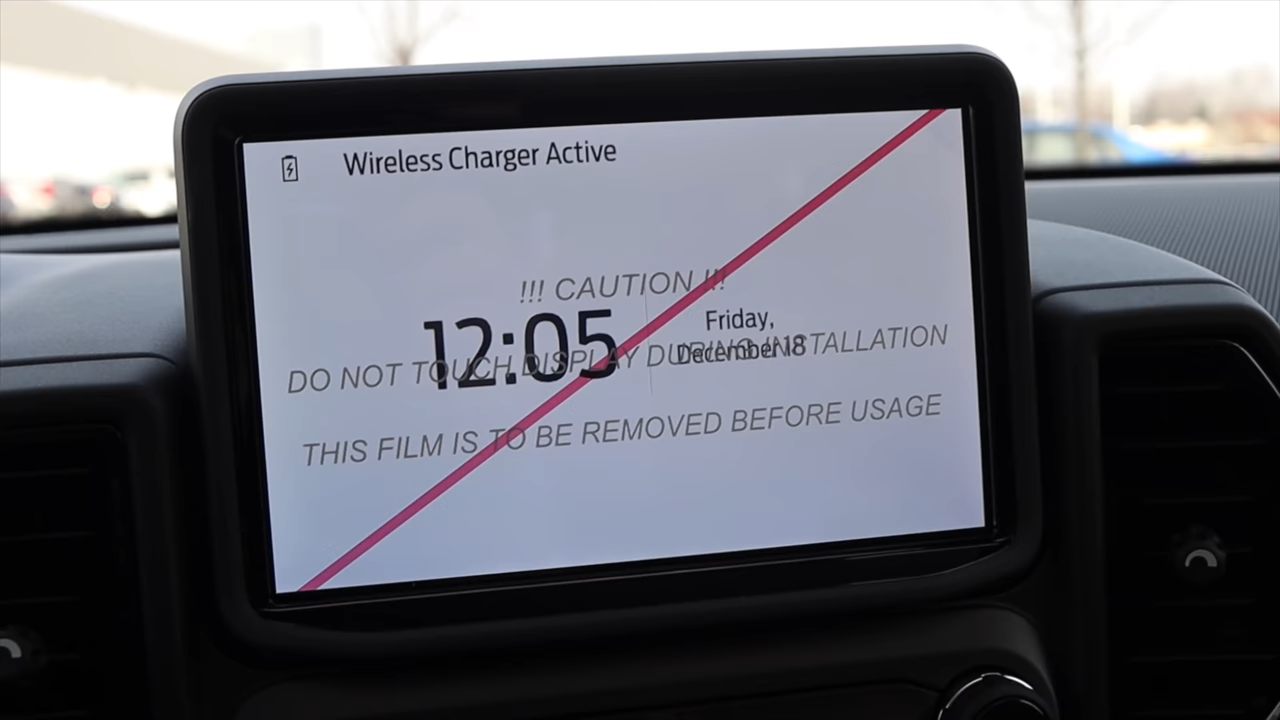 Wireless Charger Active
!!! CAUTION !!!
12:05
Friday,
December 18
DO NOT TOUCH DISPLAY DURING INSTALLATION
THIS FILM IS TO BE REMOVED BEFORE USAGE